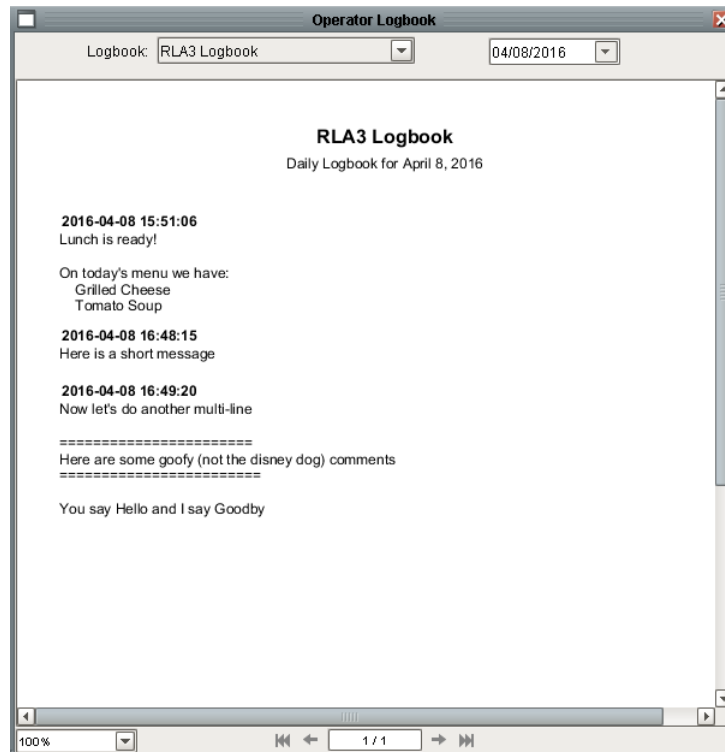 Operator Logbook
Logbook: RLA3 Logbook 04/08/2016
RLA3 Logbook
Daily Logbook for April 8, 2016
2016-04-08 15:51:06
Lunch is ready!
On today's menu we have:
Grilled Cheese
Tomato Soup
2016-04-08 16:48:15
Here is a short message
2016-04-08 16:49:20
Now let's do another multi-line
=======================
Here are some goofy (not the disney dog) comments
========================
You say Hello and I say Goodby
100% 1 / 1